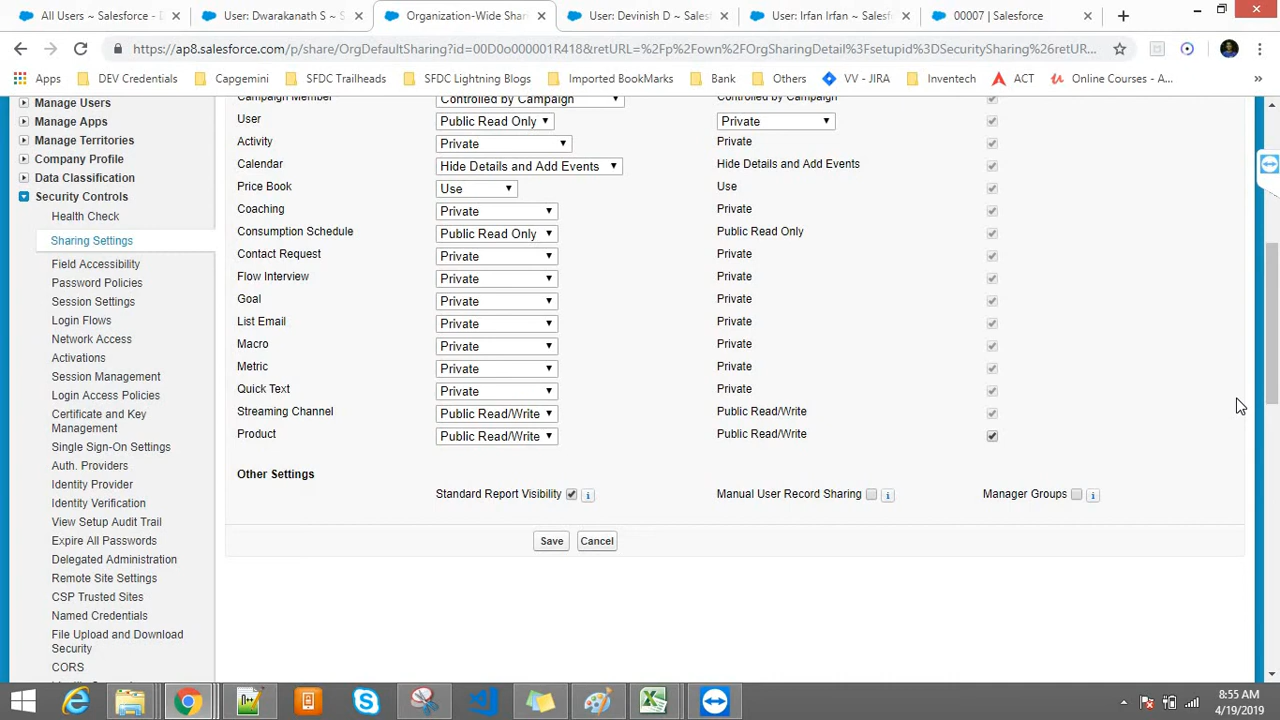 All Users ~ Salesforce - D
User: Dwarakanath S ~ Sales
Organization-Wide Shari
User: Devinish D ~ Salesfo
User: Irfan Irfan ~ Salesfo
00007 | Salesforce
https://ap8.salesforce.com/p/share/OrgDefaultSharing?id=00D0o000001R418&retURL=%2Fp%2Fown%2FOrgSharingDetail%3Fsetupid%3DSecuritySharing%26retUR...
Apps
DEV Credentials
Capgemini
SFDC Trailheads
SFDC Lightning Blogs
Imported BookMarks
Bank
Others
VV - JIRA
Inventech
ACT
Online Courses - A...
»
Manage Users
Manage Apps
Manage Territories
Company Profile
Data Classification
Security Controls
Health Check
Sharing Settings
Field Accessibility
Password Policies
Session Settings
Login Flows
Network Access
Activations
Session Management
Login Access Policies
Certificate and Key
Management
Single Sign-On Settings
Auth. Providers
Identity Provider
Identity Verification
View Setup Audit Trail
Expire All Passwords
Delegated Administration
Remote Site Settings
CSP Trusted Sites
Named Credentials
File Upload and Download
Security
CORS
Campaign Member Controlled by Campaign Controlled by Campaign
User Public Read Only Private
Activity Private Private
Calendar Hide Details and Add Events Hide Details and Add Events
Price Book Use Use
Coaching Private Private
Consumption Schedule Public Read Only Public Read Only
Contact Request Private Private
Flow Interview Private Private
Goal Private Private
List Email Private Private
Macro Private Private
Metric Private Private
Quick Text Private Private
Streaming Channel Public Read/Write Public Read/Write
Product Public Read/Write Public Read/Write
Other Settings
Standard Report Visibility Manual User Record Sharing Manager Groups
Save Cancel
8:55 AM
4/19/2019